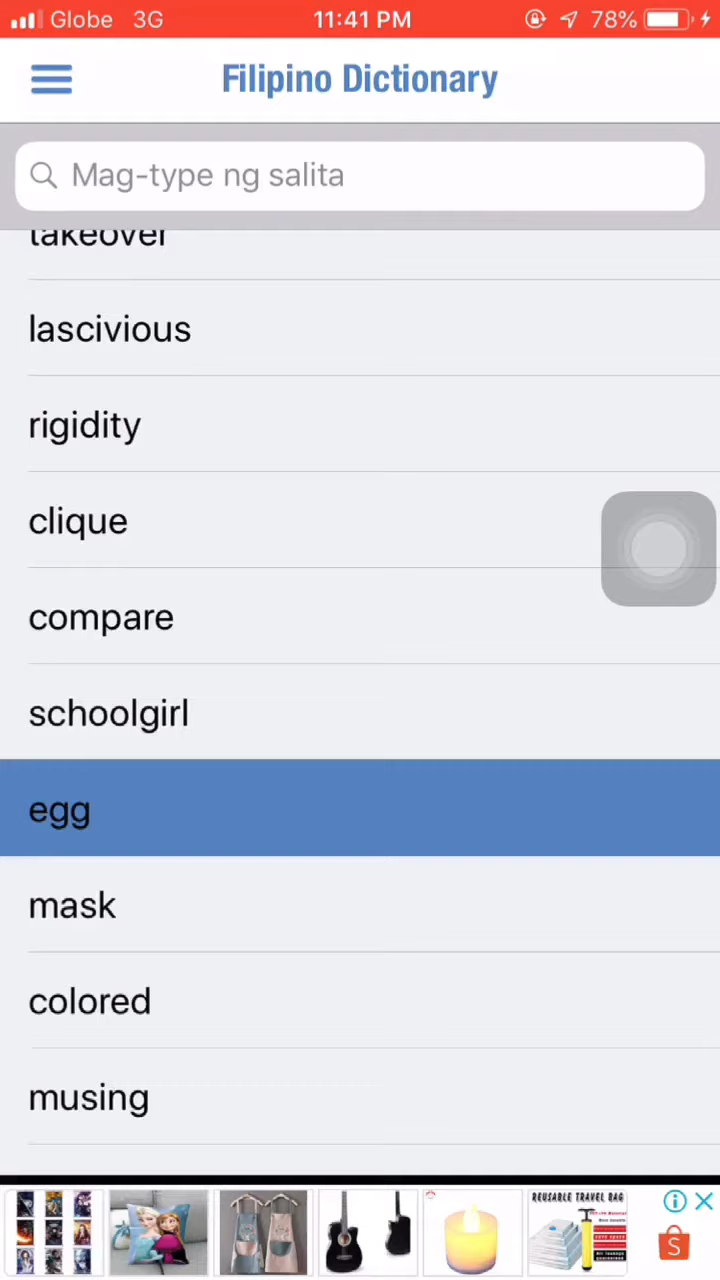 Globe 3G 11:41 PM 78%
Filipino Dictionary
Mag-type ng salita
takeover
lascivious
rigidity
clique
compare
schoolgirl
egg
mask
colored
musing
REUSABLE TRAVEL BAG